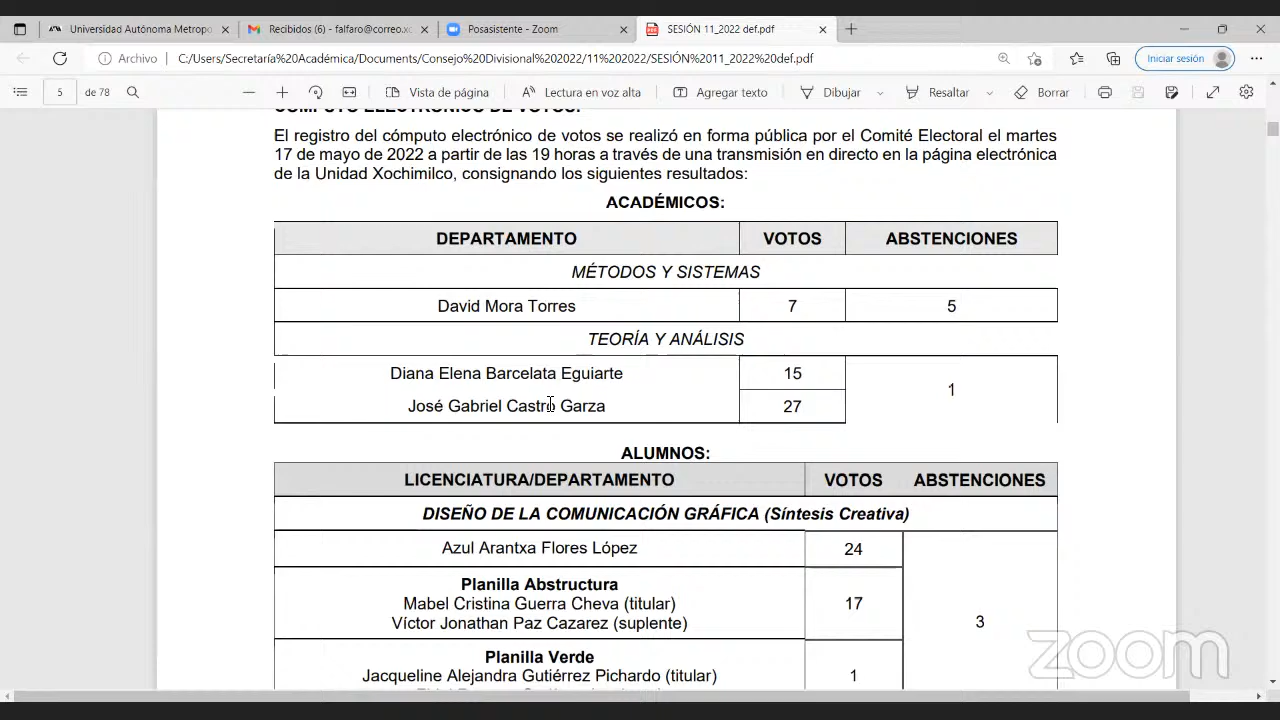 Universidad Autónoma Metropo
Recibidos (6) - falfaro@correo.xc
Posasistente - Zoom
SESIÓN 11_2022 def.pdf
Archivo
C:/Users/Secretaría%20Académica/Documents/Consejo%20Divisional%202022/11%202022/SESIÓN%2011_2022%20def.pdf
Iniciar sesión
5 de 78
Vista de página
Lectura en voz alta
Agregar texto
Dibujar
Resaltar
Borrar
CÓMPUTO ELECTRÓNICO DE VOTOS:
El registro del cómputo electrónico de votos se realizó en forma pública por el Comité Electoral el martes
17 de mayo de 2022 a partir de las 19 horas a través de una transmisión en directo en la página electrónica
de la Unidad Xochimilco, consignando los siguientes resultados:
ACADÉMICOS:
DEPARTAMENTO VOTOS ABSTENCIONES
MÉTODOS Y SISTEMAS
David Mora Torres 7 5
TEORÍA Y ANÁLISIS
Diana Elena Barcelata Eguiarte 15
1
José Gabriel Castro Garza 27
ALUMNOS:
LICENCIATURA/DEPARTAMENTO VOTOS ABSTENCIONES
DISEÑO DE LA COMUNICACIÓN GRÁFICA (Síntesis Creativa)
Azul Arantxa Flores López 24
Planilla Abstructura
Mabel Cristina Guerra Cheva (titular) 17
Víctor Jonathan Paz Cazarez (suplente)
3
Planilla Verde
Jacqueline Alejandra Gutiérrez Pichardo (titular) 1
zoom